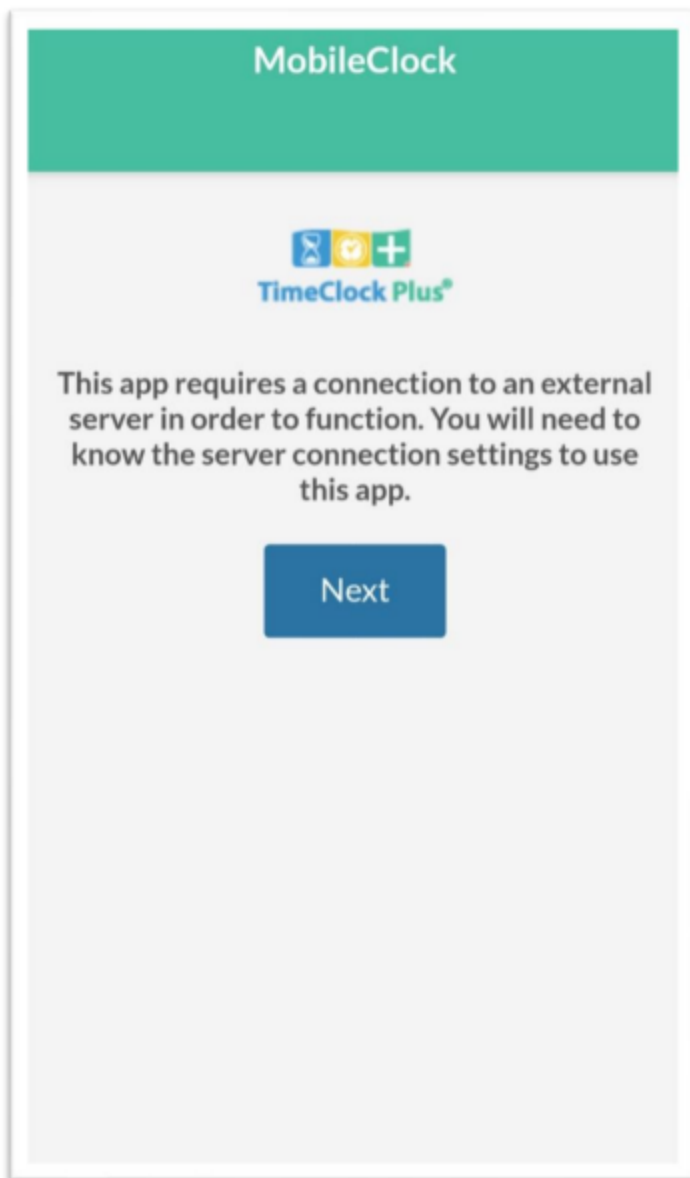 MobileClock
TimeClock Plus®
This app requires a connection to an external
server in order to function. You will need to
know the server connection settings to use
this app.
Next